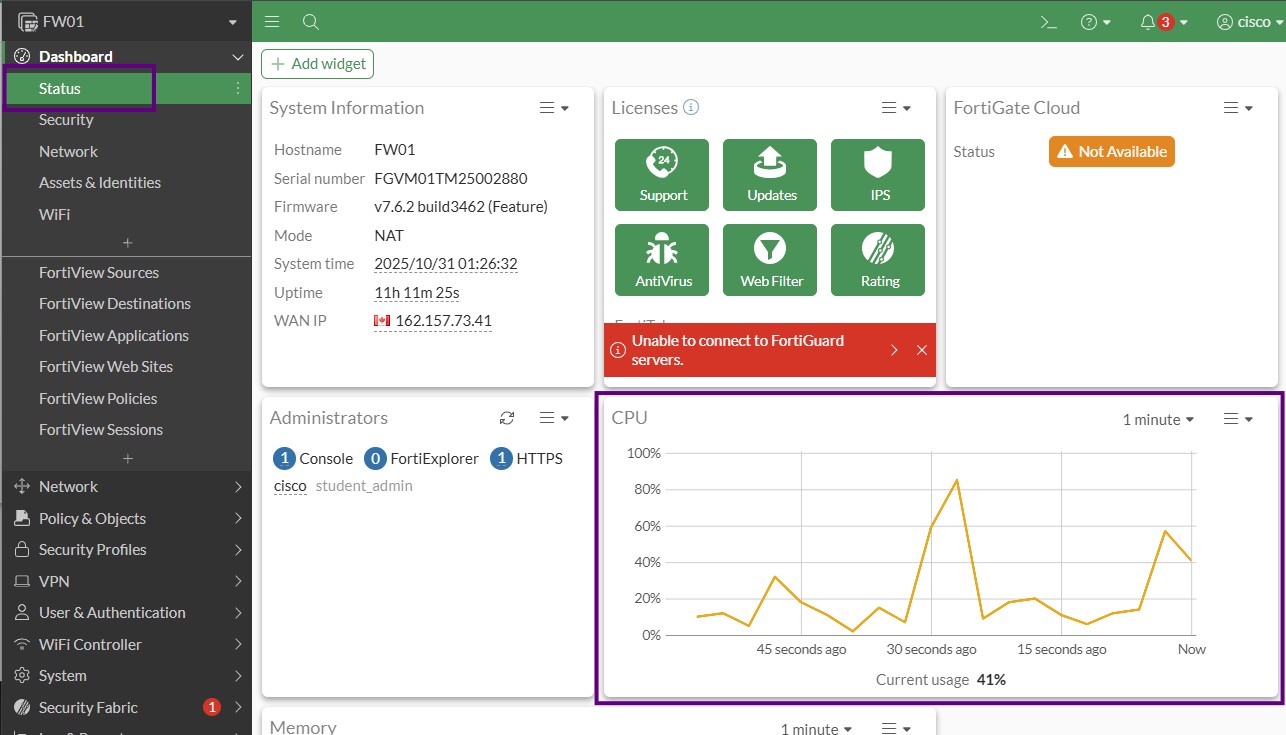 FW01
3
cisco
Dashboard
Status
Security
Network
Assets & Identities
WiFi
FortiView Sources
FortiView Destinations
FortiView Applications
FortiView Web Sites
FortiView Policies
FortiView Sessions
Network
Policy & Objects
Security Profiles
VPN
User & Authentication
WiFi Controller
System
Security Fabric 1
Add widget
System Information
Hostname FW01
Serial number FGVM01TM25002880
Firmware v7.6.2 build3462 (Feature)
Mode NAT
System time 2025/10/31 01:26:32
Uptime 11h 11m 25s
WAN IP 162.157.73.41
Licenses
24
Support Updates IPS
AntiVirus Web Filter Rating
Unable to connect to FortiGuard
servers.
FortiGate Cloud
Status Not Available
Administrators
1 Console 0 FortiExplorer 1 HTTPS
cisco student_admin
CPU
1 minute
100%
80%
60%
40%
20%
0%
45 seconds ago 30 seconds ago 15 seconds ago Now
Current usage 41%
Memory
1 minute